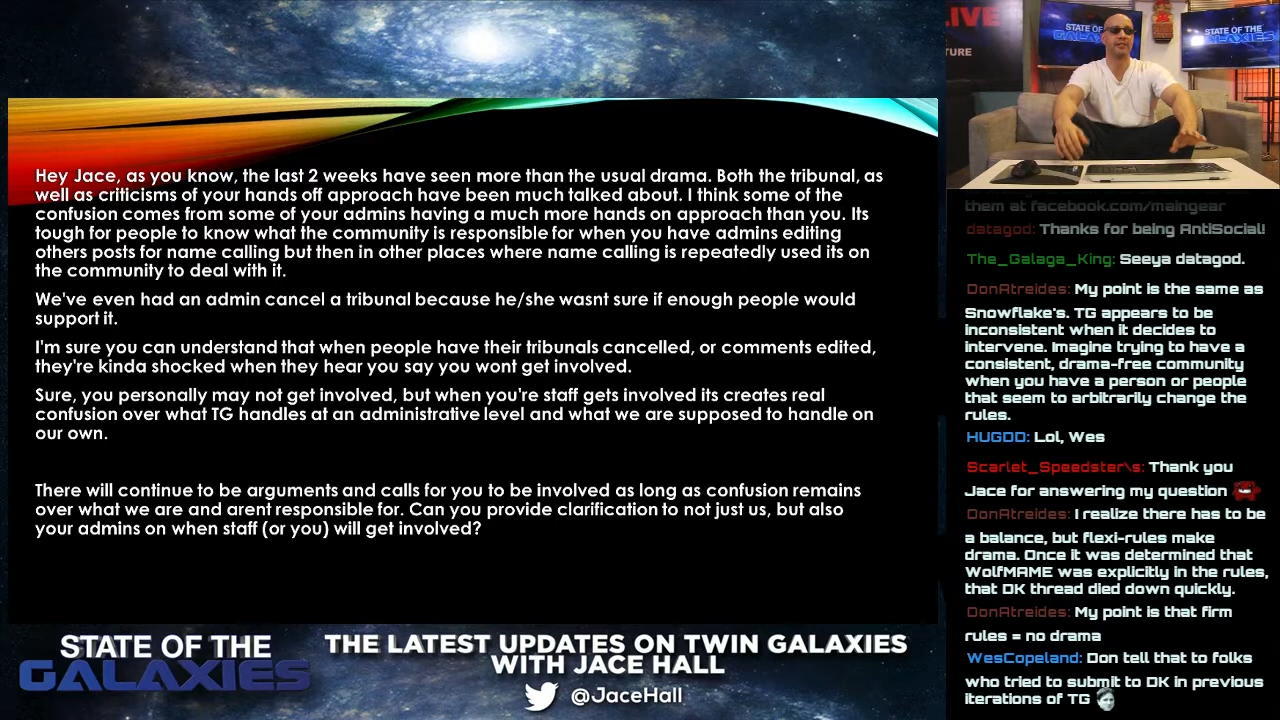 Hey Jace, as you know, the last 2 weeks have seen more than the usual drama. Both the tribunal, as
well as criticisms of your hands off approach have been much talked about. I think some of the
confusion comes from some of your admins having a much more hands on approach than you. Its
tough for people to know what the community is responsible for when you have admins editing
others posts for name calling but then in other places where name calling is repeatedly used its on
the community to deal with it.
We've even had an admin cancel a tribunal because he/she wasnt sure if enough people would
support it.
I'm sure you can understand that when people have their tribunals cancelled, or comments edited,
they're kinda shocked when they hear you say you wont get involved.
Sure, you personally may not get involved, but when you're staff gets involved its creates real
confusion over what TG handles at an administrative level and what we are supposed to handle on
our own.
There will continue to be arguments and calls for you to be involved as long as confusion remains
over what we are and arent responsible for. Can you provide clarification to not just us, but also
your admins on when staff (or you) will get involved?
STATE OF THE
GALAXIES
THE LATEST UPDATES ON TWIN GALAXIES
WITH JACE HALL
@JaceHall
LIVE
TURE
STATE OF
GALAX
STATE OF THE
GALAXIES
them at facebook.com/maingear
datagod: Thanks for being AntiSocial!
The_Galaga_King: Seeya datagod.
DonAtreides: My point is the same as
Snowflake's. TG appears to be
inconsistent when it decides to
intervene. Imagine trying to have a
consistent, drama-free community
when you have a person or people
that seem to arbitrarily change the
rules.
HUGDD: Lol, Wes
Scarlet_Speedster\s: Thank you
Jace for answering my question
DonAtreides: I realize there has to be
a balance, but flexi-rules make
drama. Once it was determined that
WolfMAME was explicitly in the rules,
that DK thread died down quickly.
DonAtreides: My point is that firm
rules = no drama
WesCopeland: Don tell that to folks
who tried to submit to DK in previous
iterations of TG